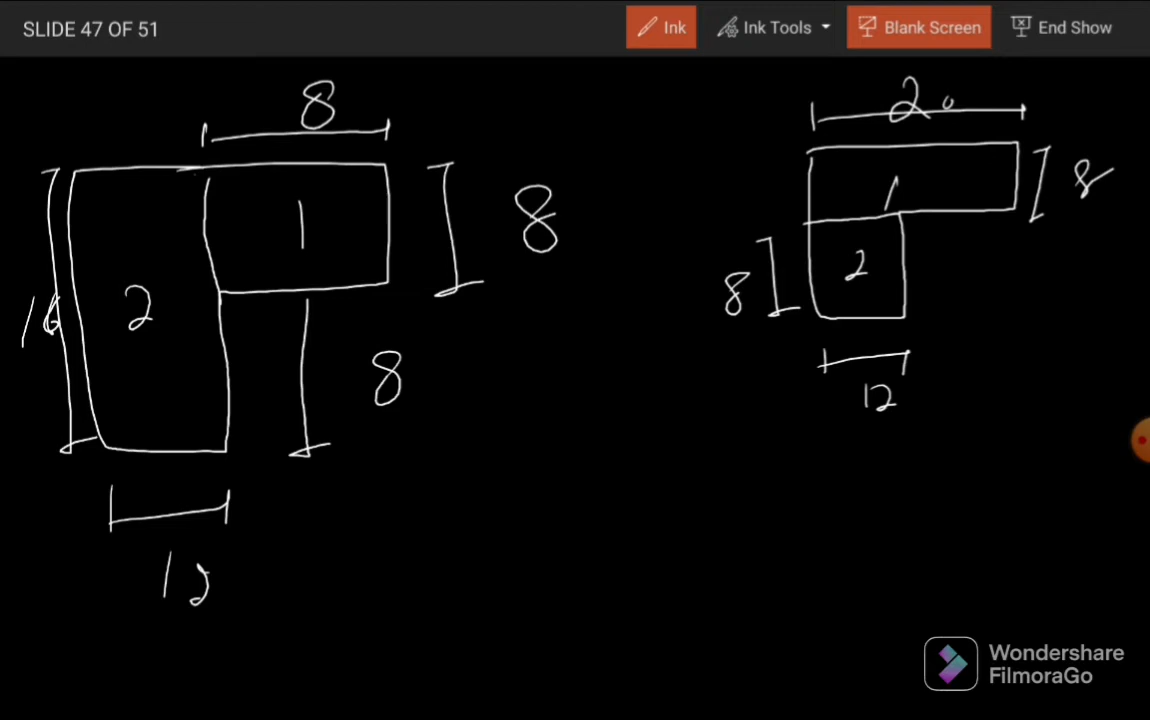 SLIDE 47 OF 51
Ink
Ink Tools
Blank Screen
End Show
8
1
8
16
2
8
12
20
1
8
8
2
12
Wondershare
FilmoraGo